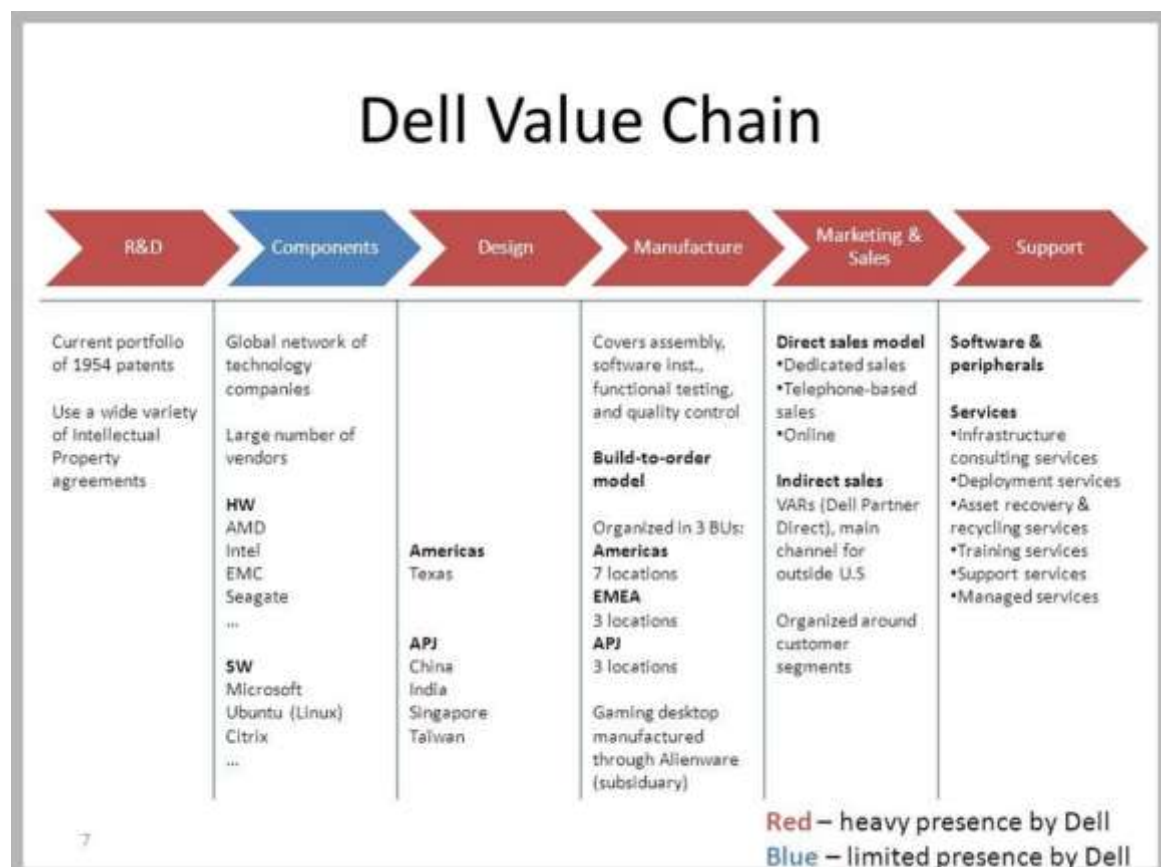 Dell Value Chain
R&D
Components
Design
Manufacture
Marketing &
Sales
Support
Current portfolio
of 1954 patents
Use a wide variety
of Intellectual
Property
agreements
Global network of
technology
companies
Large number of
vendors
HW
AMD
Intel
EMC
Seagate
...
SW
Microsoft
Ubuntu (Linux)
Citrix
...
Americas
Texas
APJ
China
India
Singapore
Taiwan
Covers assembly,
software inst.,
functional testing,
and quality control
Build-to-order
model
Organized in 3 BUs:
Americas
7 locations
EMEA
3 locations
APJ
3 locations
Gaming desktop
manufactured
through Alienware
(subsiduary)
Direct sales model
•Dedicated sales
•Telephone-based
sales
•Online
Indirect sales
VARs (Dell Partner
Direct), main
channel for
outside U.S
Organized around
customer
segments
Software &
peripherals
Services
•Infrastructure
consulting services
•Deployment services
•Asset recovery &
recycling services
•Training services
•Support services
•Managed services
7
Red – heavy presence by Dell
Blue – limited presence by Dell